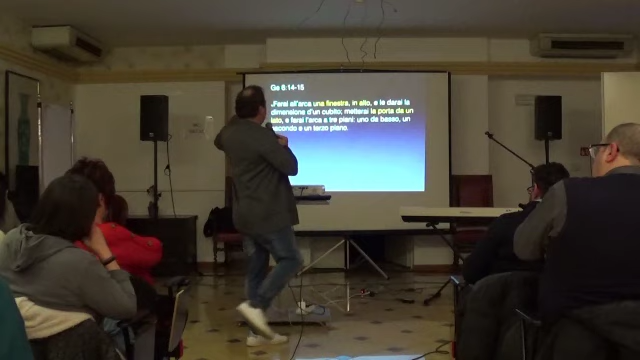 Ge 6:14-16
„Farai all'arca una finestra, in alto, e le darai la
dimensione d'un cubito; metterai la porta da un
lato, e farai l'arca a tre piani: uno da basso, un
secondo e un terzo piano.